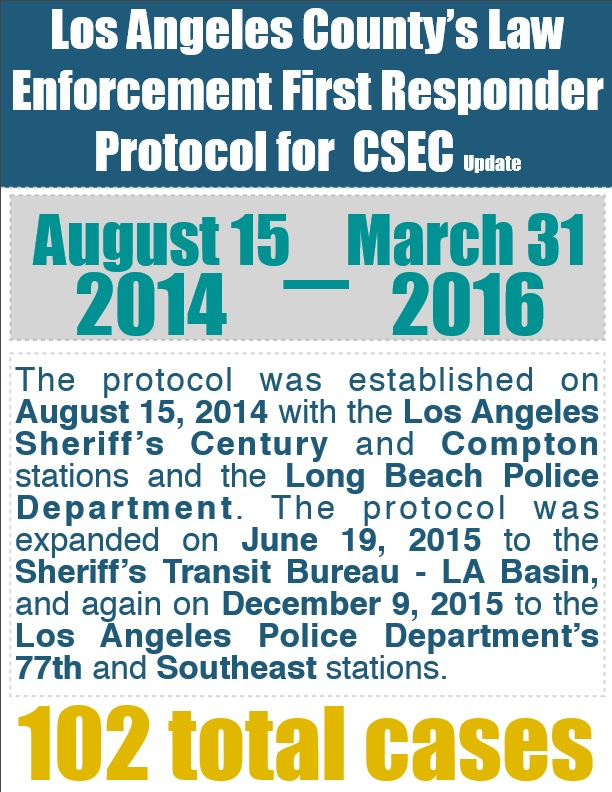 Los Angeles County's Law
Enforcement First Responder
Protocol for CSEC Update
August 15 2014 — March 31 2016
The protocol was established on
August 15, 2014 with the Los Angeles
Sheriff's Century and Compton
stations and the Long Beach Police
Department. The protocol was
expanded on June 19, 2015 to the
Sheriff's Transit Bureau - LA Basin,
and again on December 9, 2015 to the
Los Angeles Police Department's
77th and Southeast stations.
102 total cases